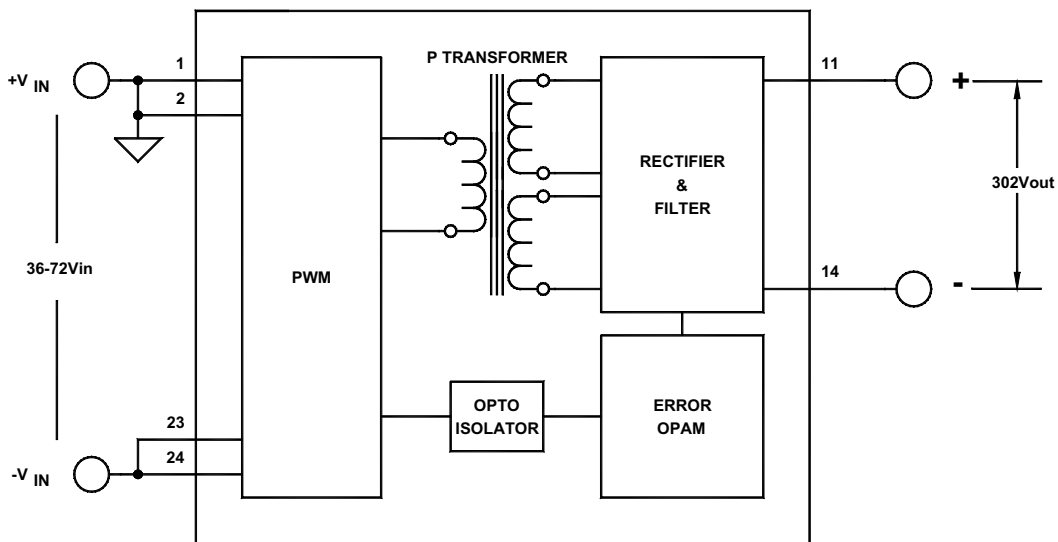 P TRANSFORMER
+V IN
1
2
11
+
RECTIFIER
&
FILTER
302Vout
36-72Vin
PWM
14
-
23
24
-V IN
OPTO
ISOLATOR
ERROR
OPAM